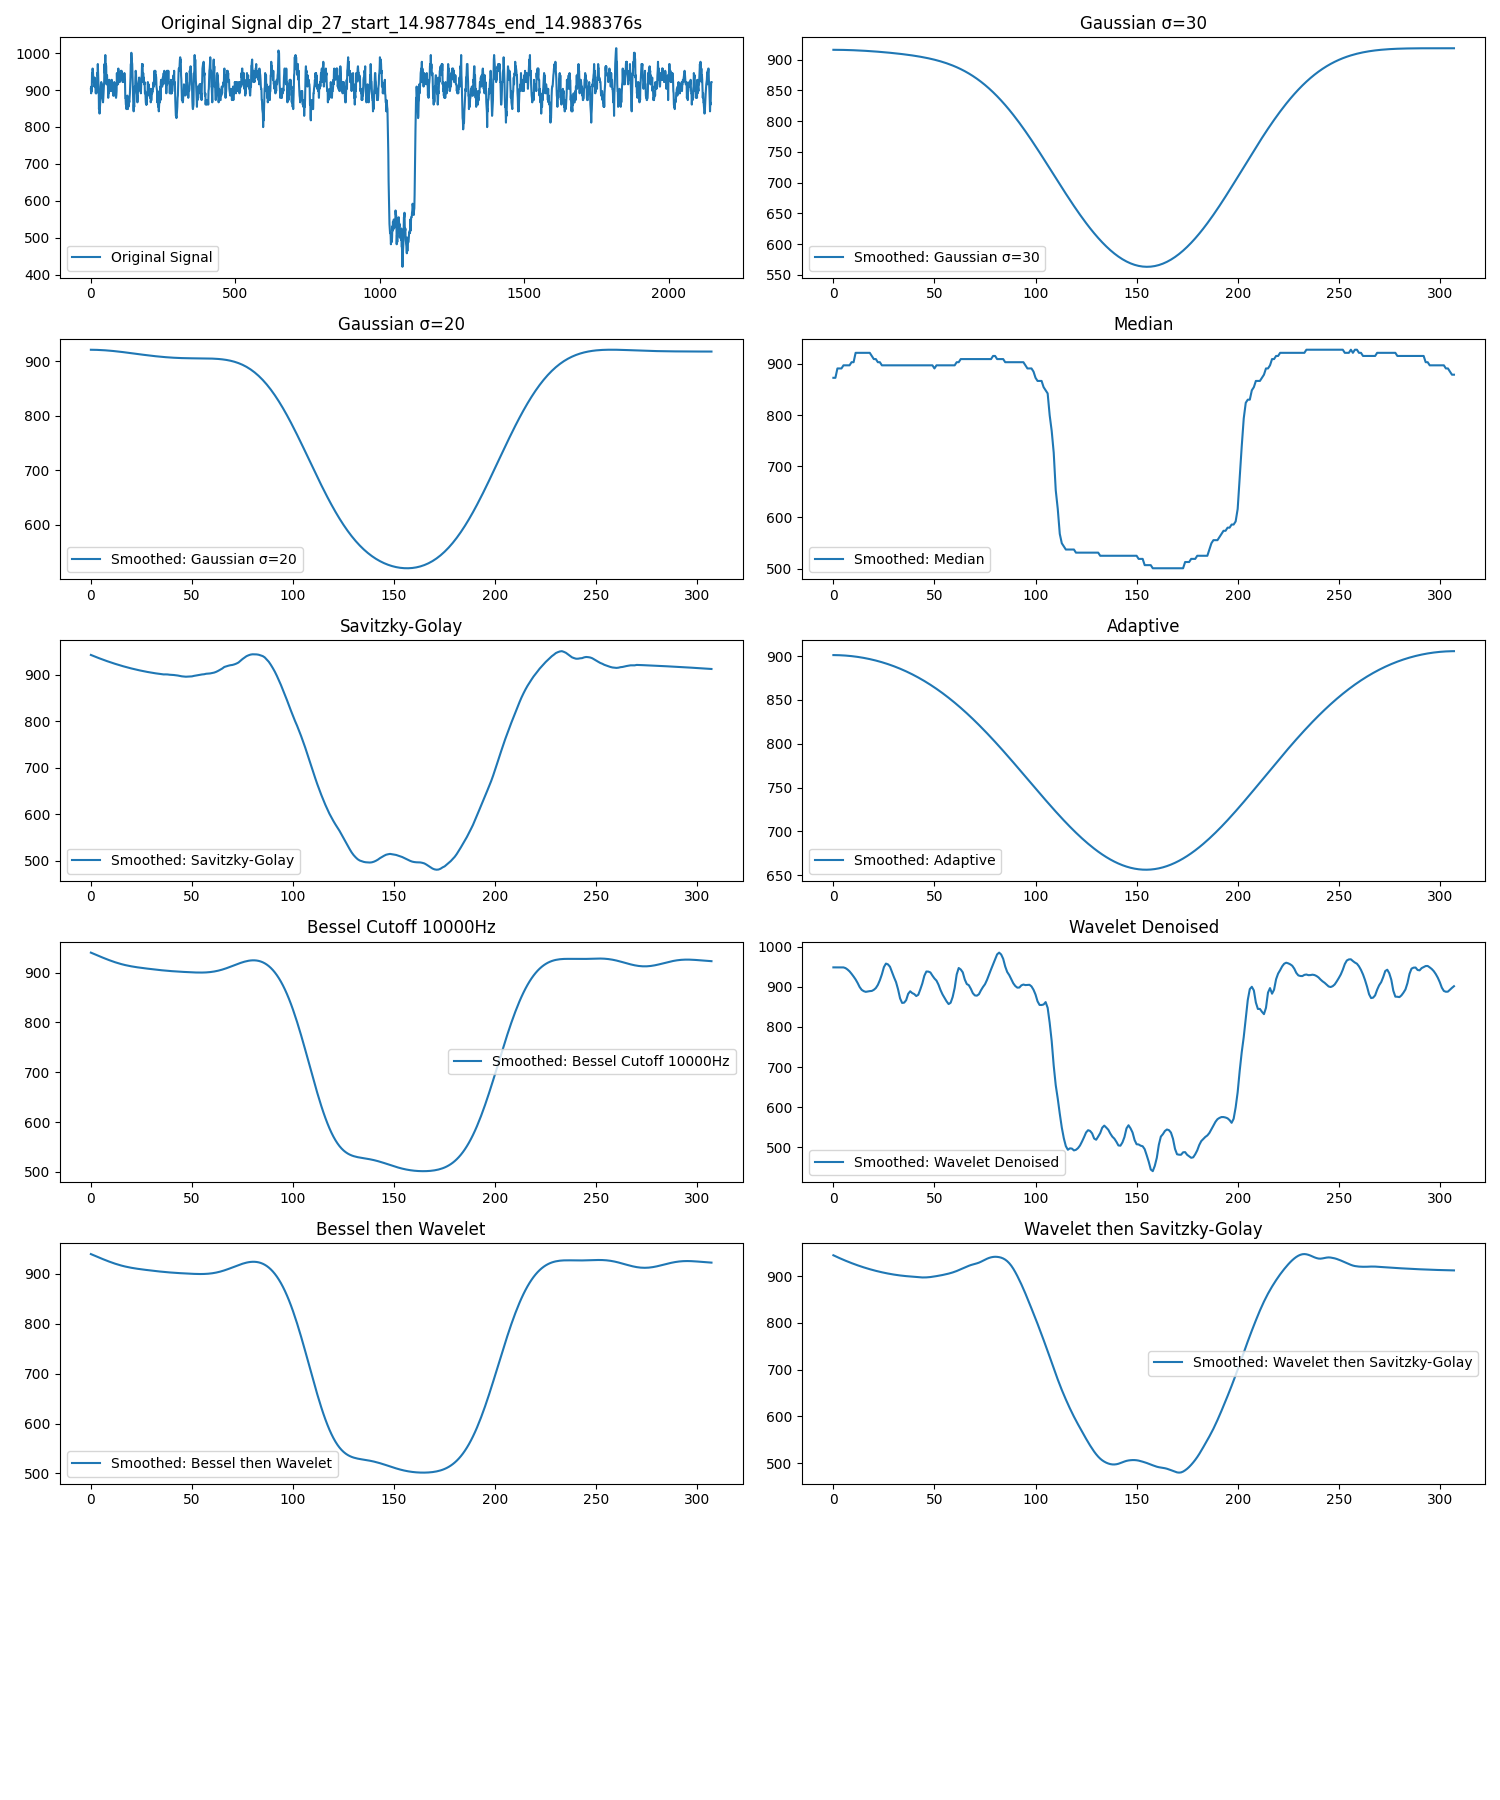 Original Signal dip_27_start_14.987784s_end_14.988376s
1000
900
800
700
600
500
400
Original Signal
0 500 1000 1500 2000
Gaussian σ=30
900
850
800
750
700
650
600
550
Smoothed: Gaussian σ=30
0 50 100 150 200 250 300
Gaussian σ=20
900
800
700
600
Smoothed: Gaussian σ=20
0 50 100 150 200 250 300
Median
900
800
700
600
500
Smoothed: Median
0 50 100 150 200 250 300
Savitzky-Golay
900
800
700
600
500
Smoothed: Savitzky-Golay
0 50 100 150 200 250 300
Adaptive
900
850
800
750
700
650
Smoothed: Adaptive
0 50 100 150 200 250 300
Bessel Cutoff 10000Hz
900
800
700
600
500
Smoothed: Bessel Cutoff 10000Hz
0 50 100 150 200 250 300
Wavelet Denoised
1000
900
800
700
600
500
Smoothed: Wavelet Denoised
0 50 100 150 200 250 300
Bessel then Wavelet
900
800
700
600
500
Smoothed: Bessel then Wavelet
0 50 100 150 200 250 300
Wavelet then Savitzky-Golay
900
800
700
600
500
Smoothed: Wavelet then Savitzky-Golay
0 50 100 150 200 250 300